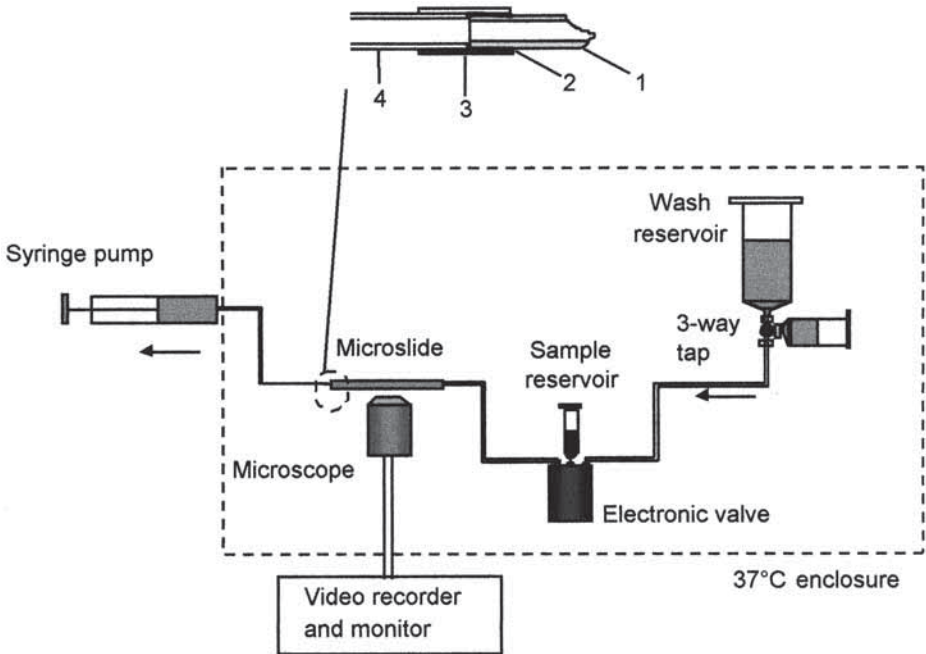 1
2
3
4
Wash
reservoir
Syringe pump
3-way
tap
Microslide
Sample
reservoir
Microscope
Electronic valve
37°C enclosure
Video recorder
and monitor